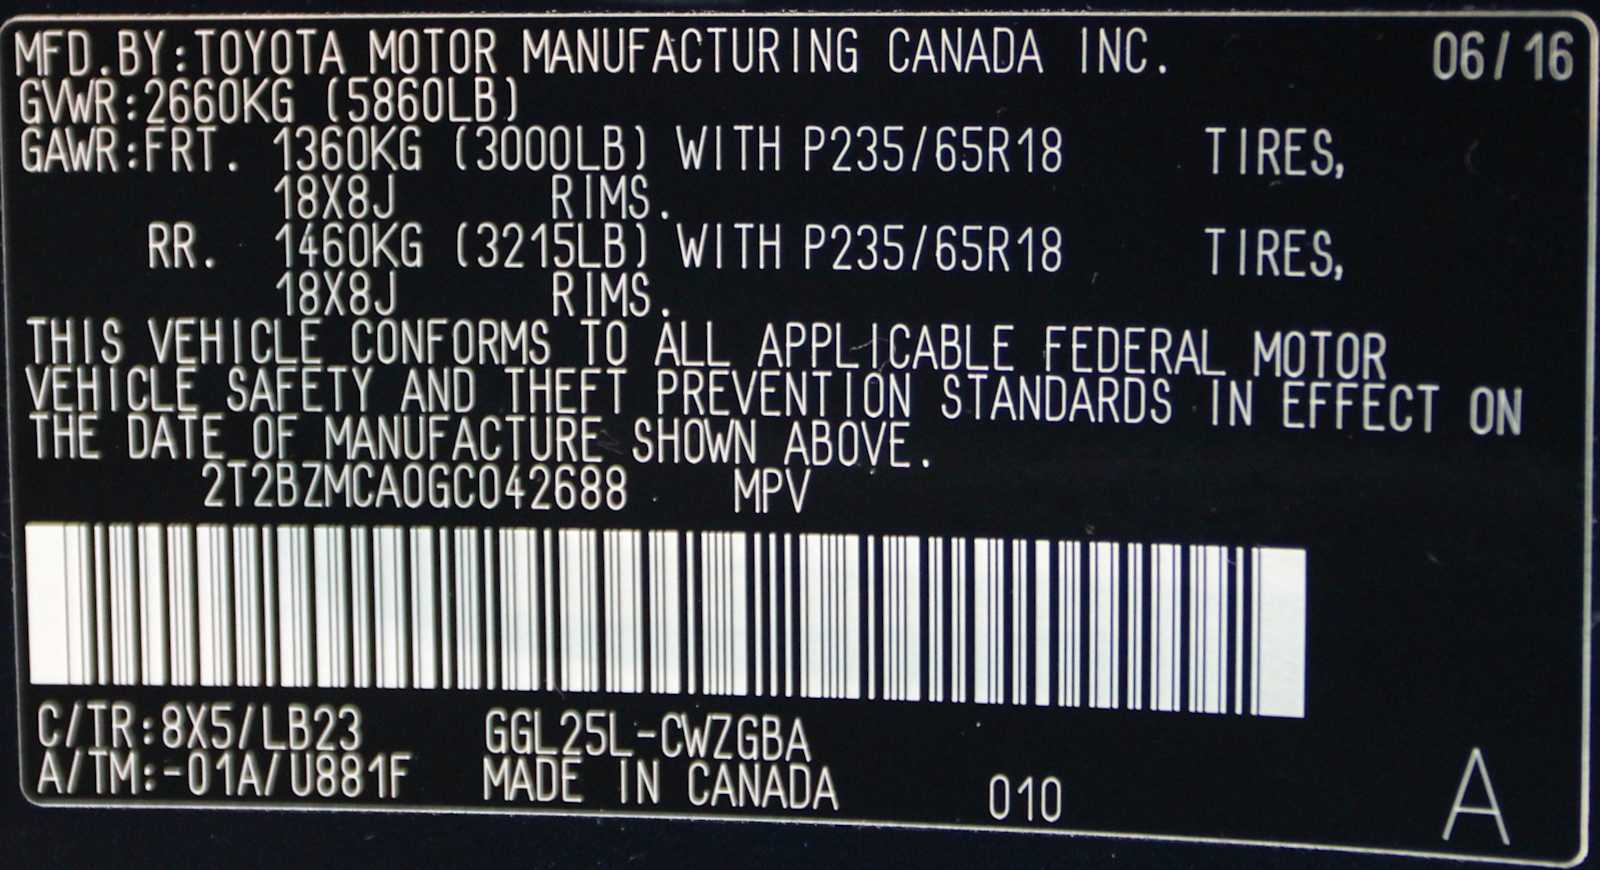 MFD.BY:TOYOTA MOTOR MANUFACTURING CANADA INC. 06/16
GVWR:2660KG (5860LB)
GAWR:FRT. 1360KG (3000LB) WITH P235/65R18 TIRES,
18X8J RIMS.
RR. 1460KG (3215LB) WITH P235/65R18 TIRES,
18X8J RIMS.
THIS VEHICLE CONFORMS TO ALL APPLICABLE FEDERAL MOTOR
VEHICLE SAFETY AND THEFT PREVENTION STANDARDS IN EFFECT ON
THE DATE OF MANUFACTURE SHOWN ABOVE.
2T2BZMCA0GC042688 MPV
C/TR:8X5/LB23 GGL25L-CWZGBA
A/TM:-01A/U881F MADE IN CANADA 010 A